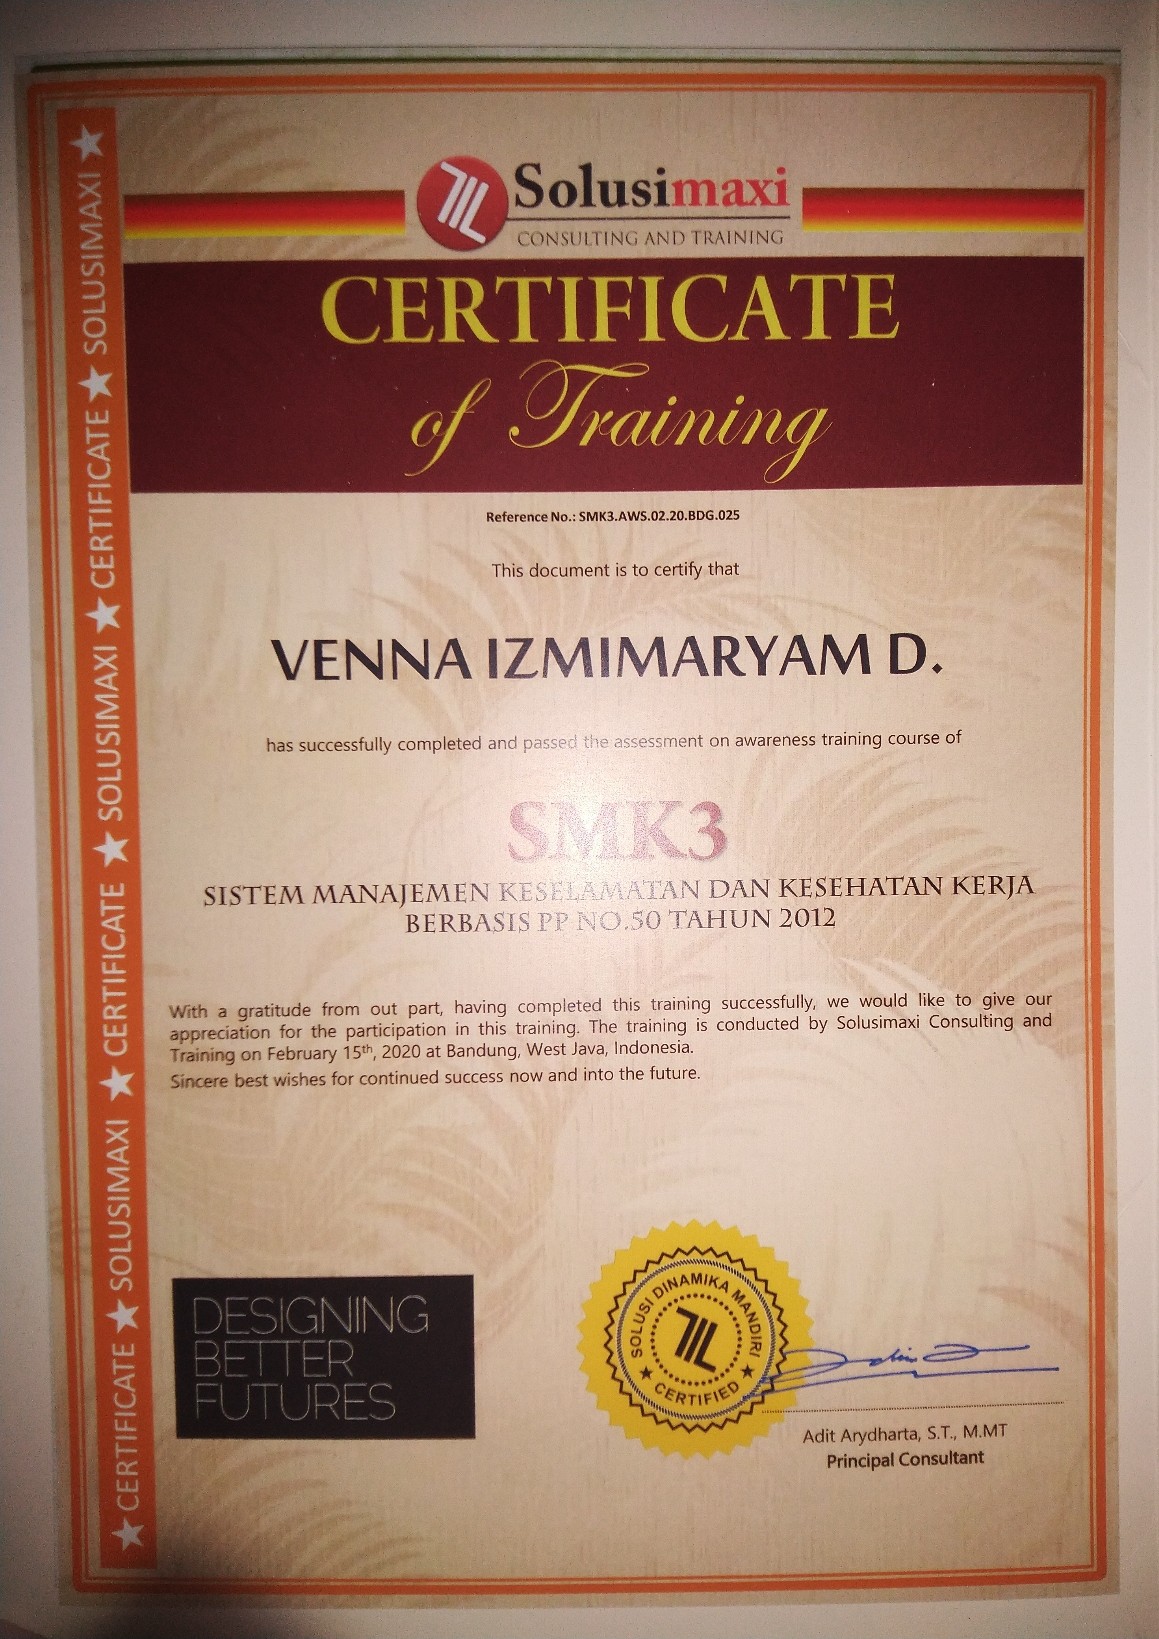 Solusimaxi
CONSULTING AND TRAINING
CERTIFICATE
of Training
Reference No.: SMK3.AWS.02.20.BDG.025
This document is to certify that
VENNA IZMIMARYAM D.
has successfully completed and passed the assessment on awareness training course of
SMK3
SISTEM MANAJEMEN KESELAMATAN DAN KESEHATAN KERJA
BERBASIS PP NO.50 TAHUN 2012
With a gratitude from out part, having completed this training successfully, we would like to give our
appreciation for the participation in this training. The training is conducted by Solusimaxi Consulting and
Training on February 15th, 2020 at Bandung, West Java, Indonesia.
Sincere best wishes for continued success now and into the future.
DESIGNING
BETTER
FUTURES
SOLUSI DINAMIKA MANDIRI
★ CERTIFIED ★
Adit Arydharta, S.T., M.MT
Principal Consultant
★ CERTIFICATE ★ SOLUSIMAXI ★ CERTIFICATE ★ SOLUSIMAXI ★ CERTIFICATE ★ SOLUSIMAXI ★